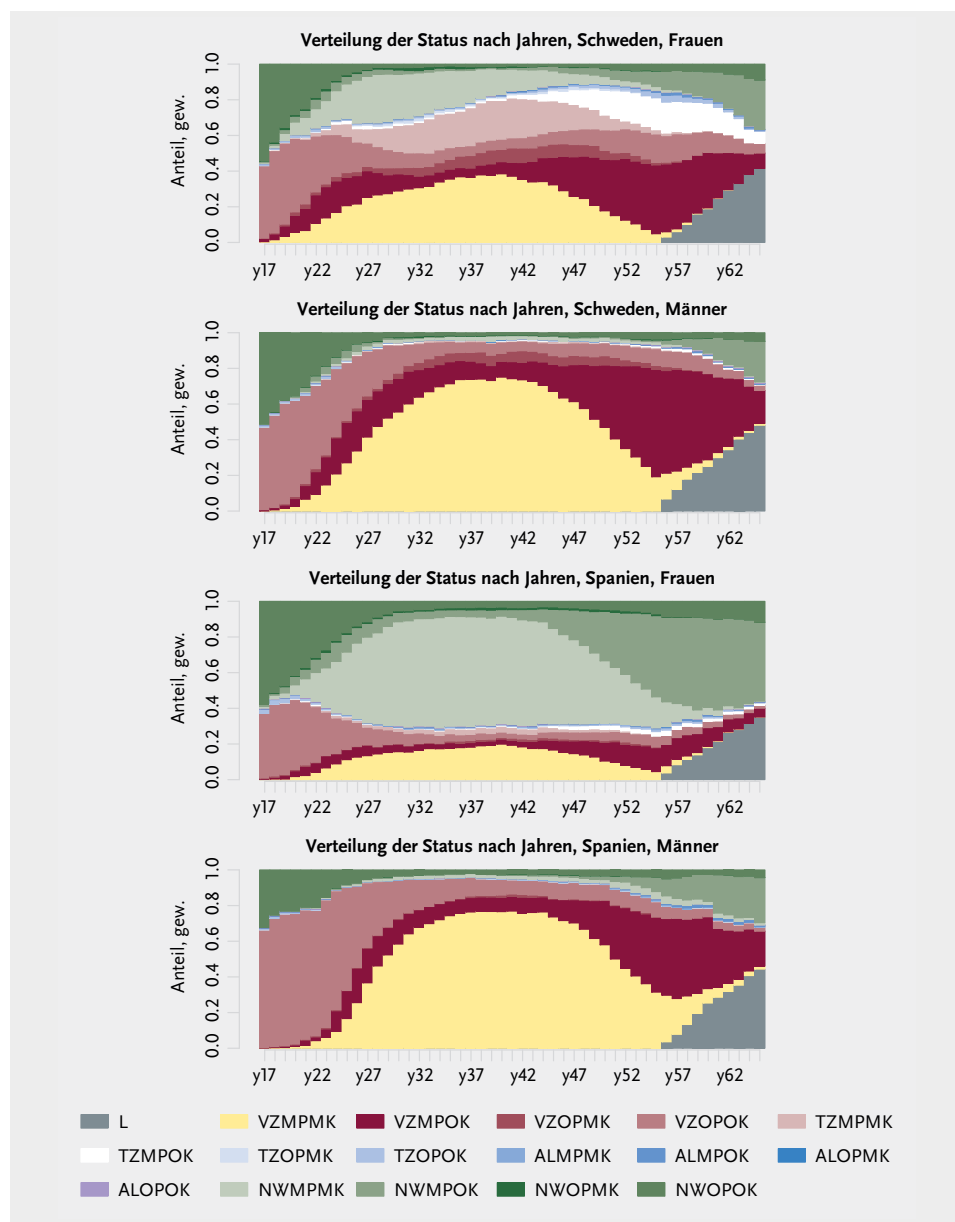 Verteilung der Status nach Jahren, Schweden, Frauen
Anteil, gew.
1.0
0.8
0.6
0.4
0.2
0.0
y17 y22 y27 y32 y37 y42 y47 y52 y57 y62
Verteilung der Status nach Jahren, Schweden, Männer
Anteil, gew.
1.0
0.8
0.6
0.4
0.2
0.0
y17 y22 y27 y32 y37 y42 y47 y52 y57 y62
Verteilung der Status nach Jahren, Spanien, Frauen
Anteil, gew.
1.0
0.8
0.6
0.4
0.2
0.0
y17 y22 y27 y32 y37 y42 y47 y52 y57 y62
Verteilung der Status nach Jahren, Spanien, Männer
Anteil, gew.
1.0
0.8
0.6
0.4
0.2
0.0
y17 y22 y27 y32 y37 y42 y47 y52 y57 y62
L VZMPMK VZMPOK VZOPMK VZOPOK TZMPMK
TZMPOK TZOPMK TZOPOK ALMPMK ALMPOK ALOPMK
ALOPOK NWMPMK NWMPOK NWOPMK NWOPOK